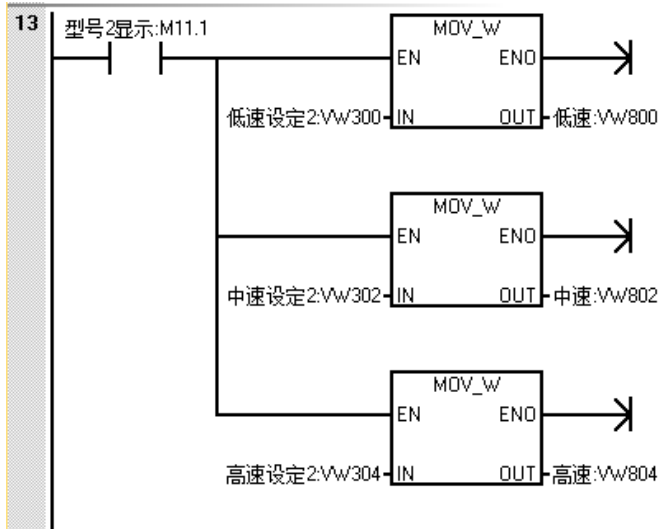 13
型号2显示:M11.1
MOV_W
EN ENO
低速设定2:VW300 IN OUT 低速:VW800
MOV_W
EN ENO
中速设定2:VW302 IN OUT 中速:VW802
MOV_W
EN ENO
高速设定2:VW304 IN OUT 高速:VW804